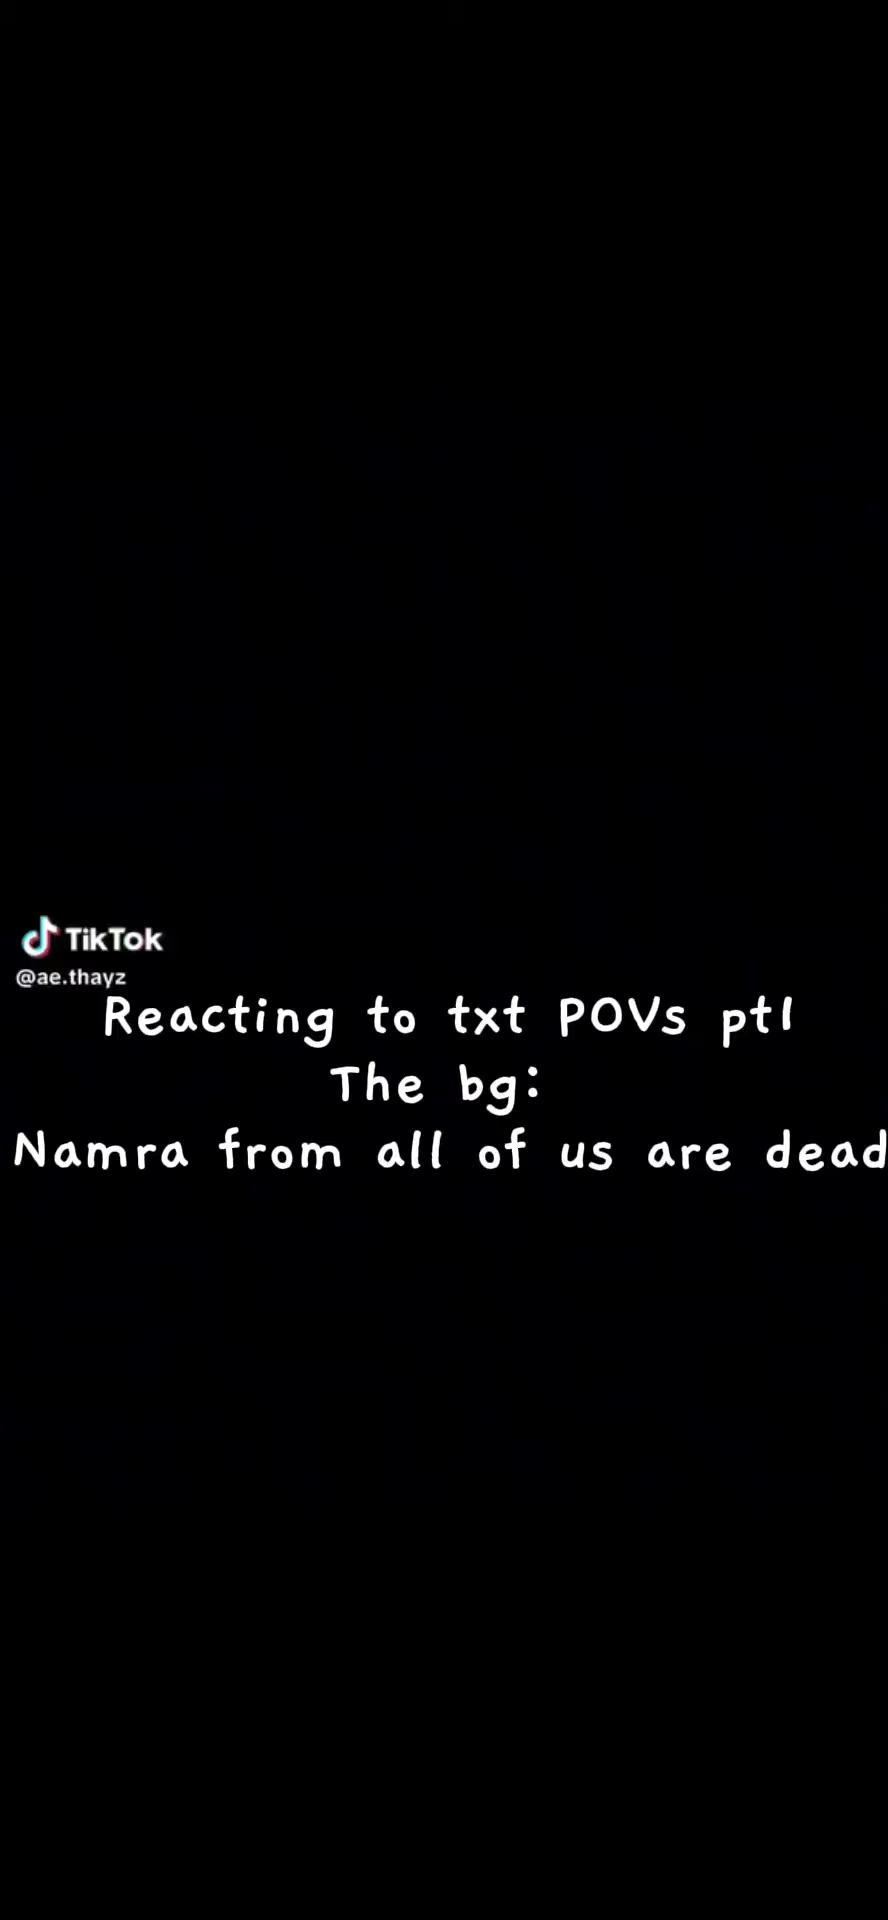 TikTok
@ae.thayz
Reacting to txt POVs pt1
The bg:
Namra from all of us are dead